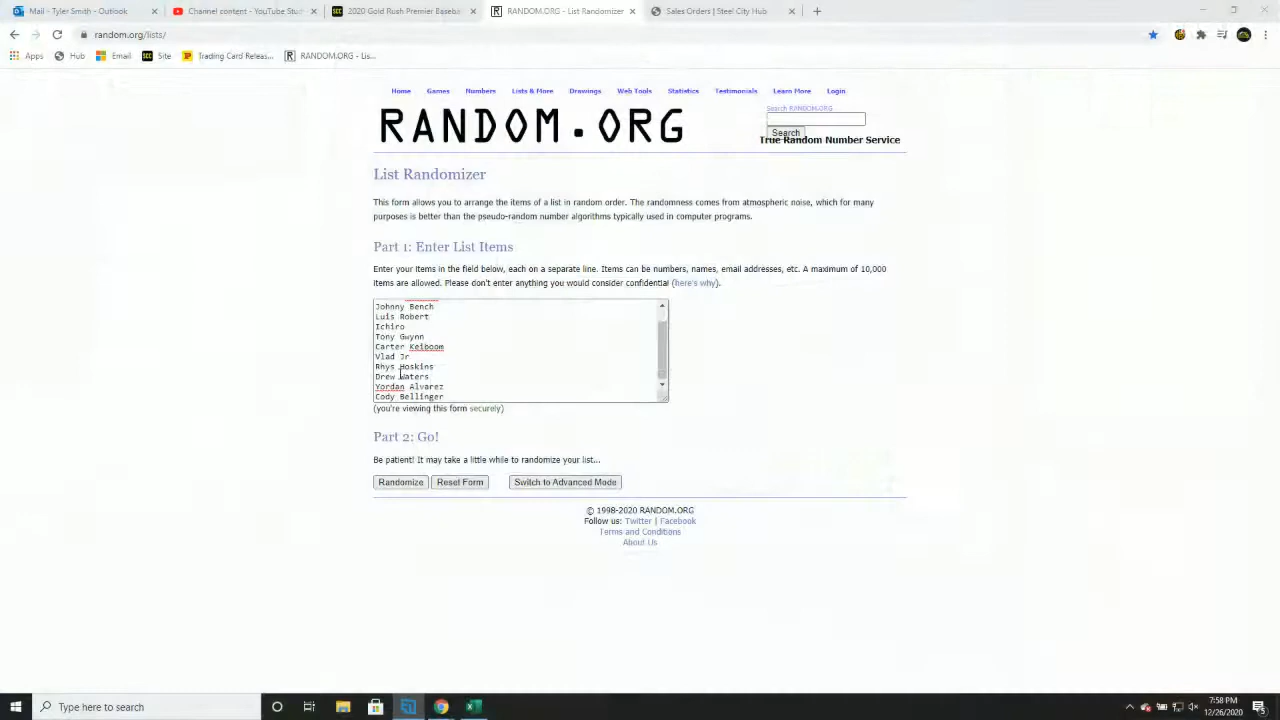 Mail – Tyler Smith - Outlook
Channel content - YouTube Stud
2020 Gold Rush Premier Baseba
RANDOM.ORG - List Randomizer
Sales Orders | Steel City
random.org/lists/
Apps
Hub
Email
Site
Trading Card Releas...
RANDOM.ORG - Lis...
Home
Games
Numbers
Lists & More
Drawings
Web Tools
Statistics
Testimonials
Learn More
Login
RANDOM.ORG
Search RANDOM.ORG
Search
True Random Number Service
List Randomizer
This form allows you to arrange the items of a list in random order. The randomness comes from atmospheric noise, which for many
purposes is better than the pseudo-random number algorithms typically used in computer programs.
Part 1: Enter List Items
Enter your items in the field below, each on a separate line. Items can be numbers, names, email addresses, etc. A maximum of 10,000
items are allowed. Please don't enter anything you would consider confidential (here's why).
Johnny Bench
Luis Robert
Ichiro
Tony Gwynn
Carter Keiboom
Vlad Jr
Rhys Hoskins
Drew Waters
Yordan Alvarez
Cody Bellinger
(you're viewing this form securely)
Part 2: Go!
Be patient! It may take a little while to randomize your list...
Randomize
Reset Form
Switch to Advanced Mode
© 1998-2020 RANDOM.ORG
Follow us: Twitter | Facebook
Terms and Conditions
About Us
Type here to search
7:58 PM
12/26/2020